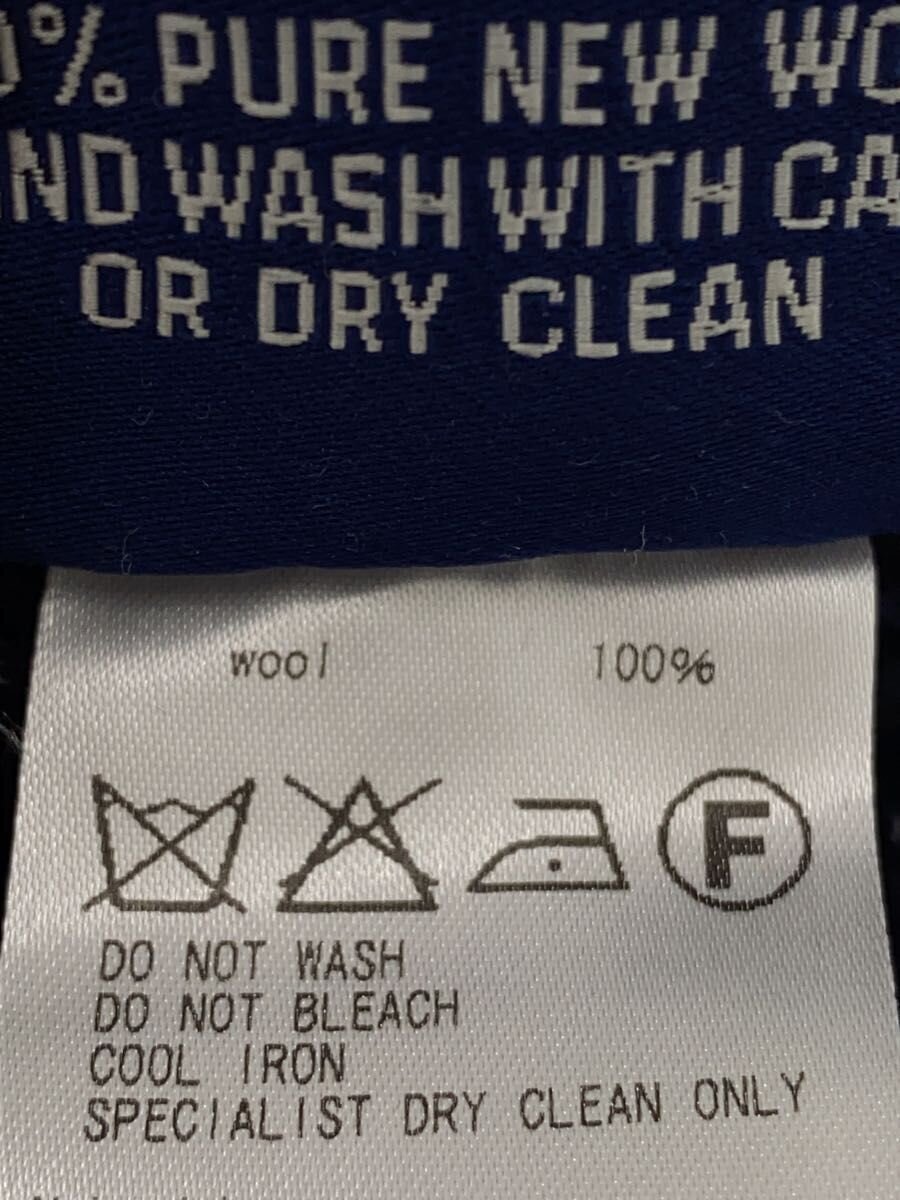 % PURE NEW
WASH WITH
OR DRY CLEAN
wool 100%
F
DO NOT WASH
DO NOT BLEACH
COOL IRON
SPECIALIST DRY CLEAN ONLY